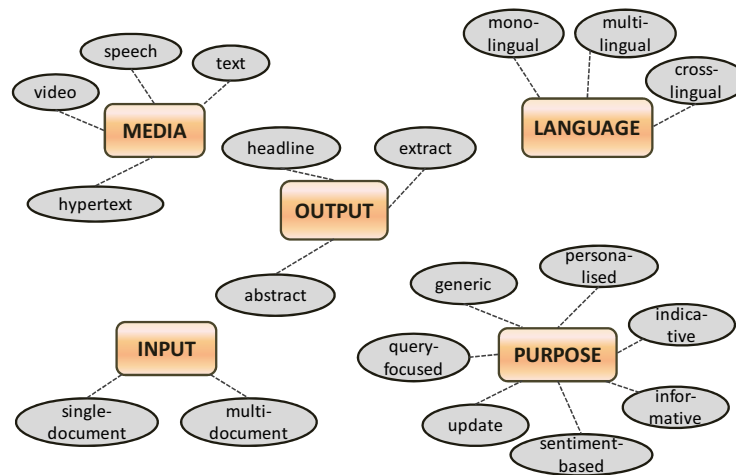 speech
text
video
MEDIA
hypertext
mono-
lingual
multi-
lingual
cross-
lingual
LANGUAGE
headline
extract
OUTPUT
abstract
INPUT
single-
document
multi-
document
persona-
lised
generic
indica-
tive
query-
focused
PURPOSE
infor-
mative
update
sentiment-
based